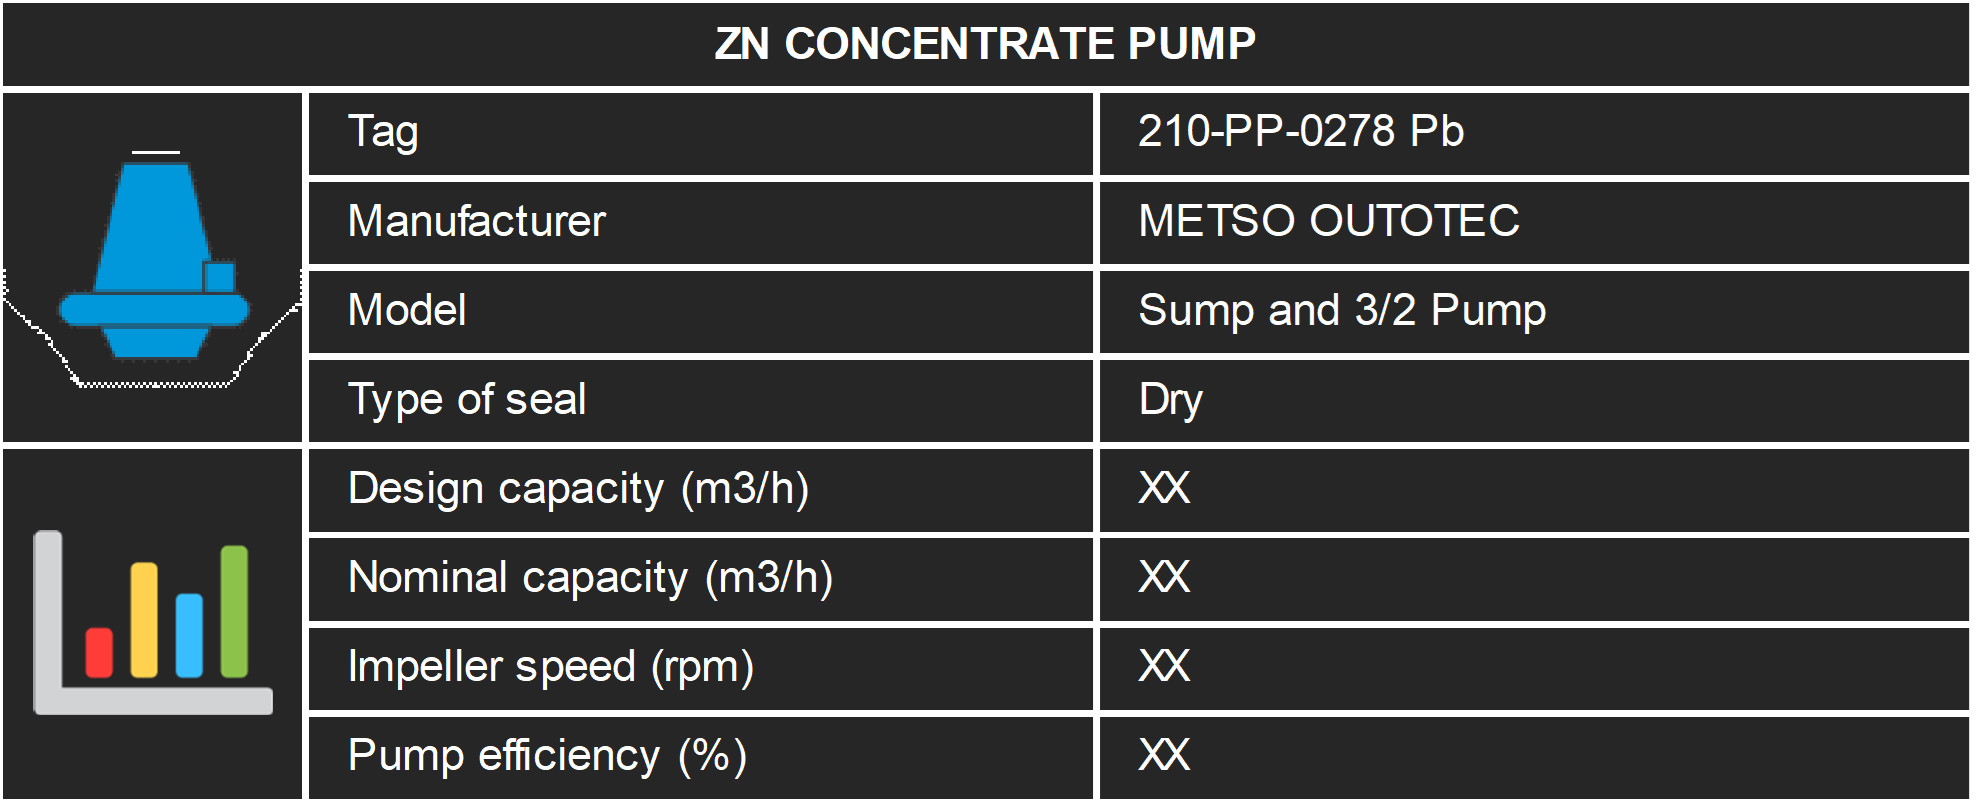 ZN CONCENTRATE PUMP
Tag 210-PP-0278 Pb
Manufacturer METSO OUTOTEC
Model Sump and 3/2 Pump
Type of seal Dry
Design capacity (m3/h) XX
Nominal capacity (m3/h) XX
Impeller speed (rpm) XX
Pump efficiency (%) XX